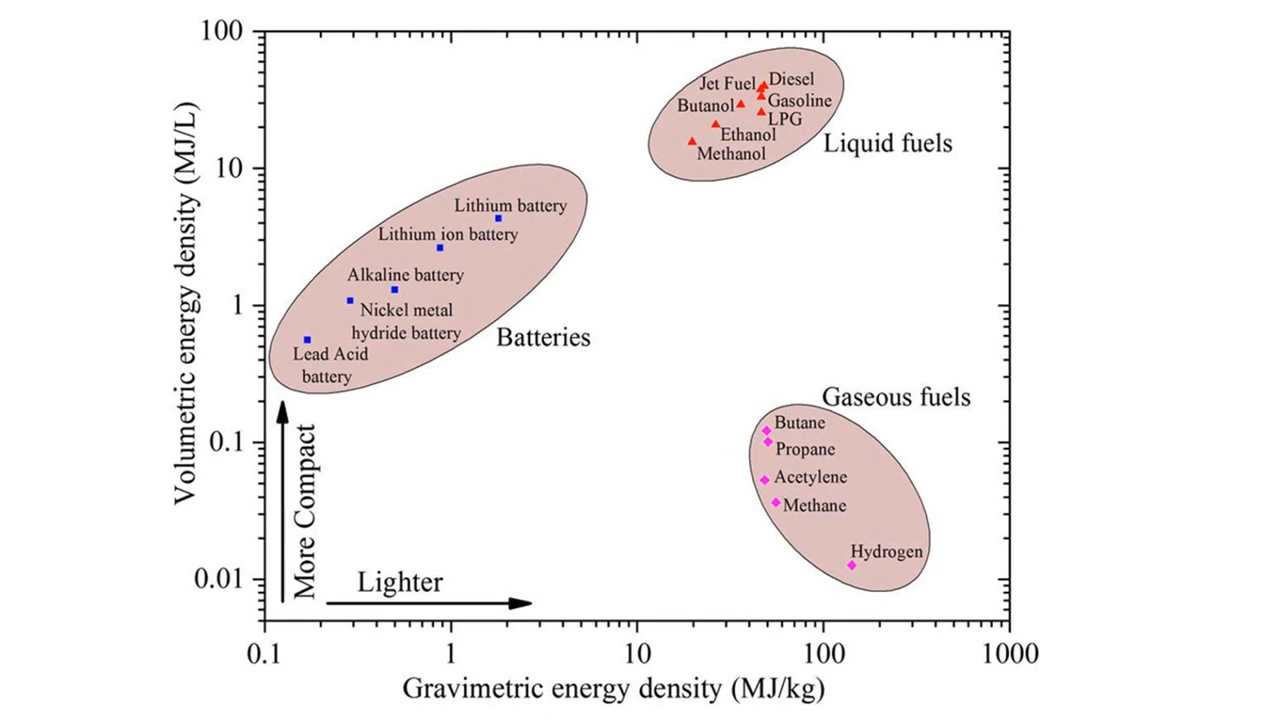 100
10
1
0.1
0.01
Volumetric energy density (MJ/L)
Jet Fuel
Diesel
Butanol
Gasoline
LPG
Ethanol
Methanol
Liquid fuels
Lithium battery
Lithium ion battery
Alkaline battery
Nickel metal
hydride battery
Lead Acid
battery
Batteries
Gaseous fuels
Butane
Propane
Acetylene
Methane
Hydrogen
More Compact
Lighter
0.1
1
10
100
1000
Gravimetric energy density (MJ/kg)